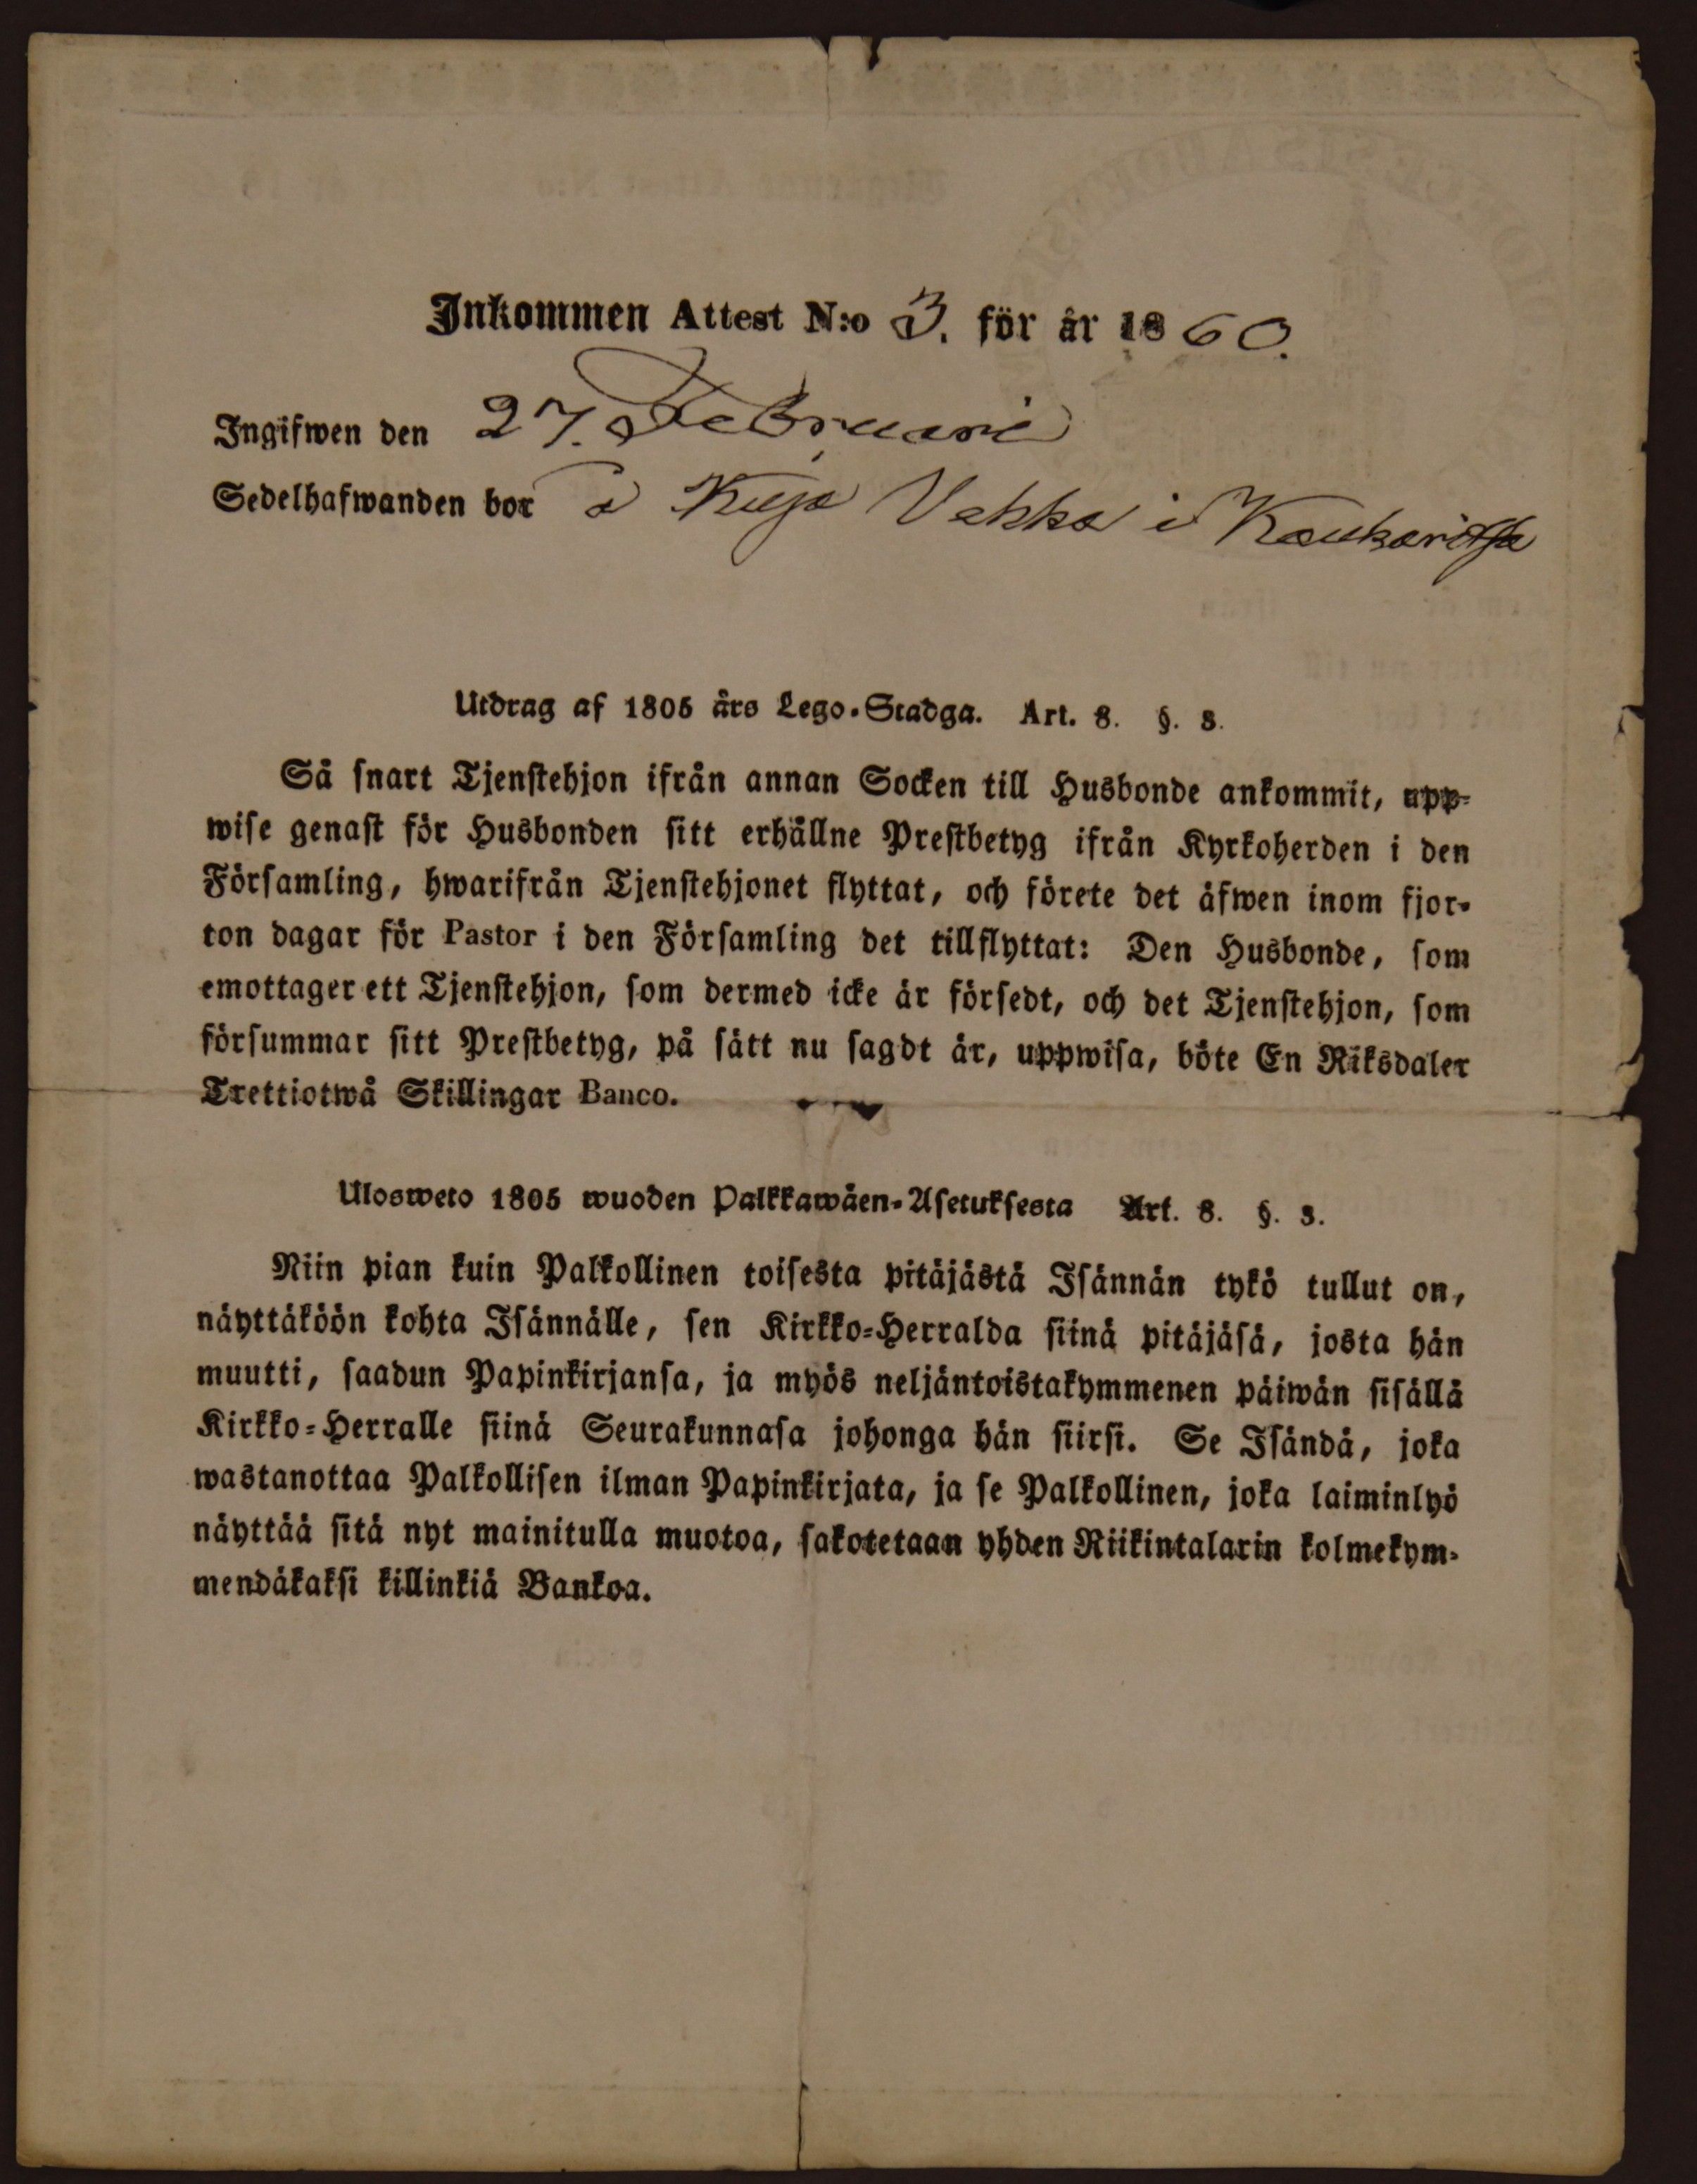 Inkommen Attest N:o 3. för år 1860.
Ingifwen den 27. Februari
Sedelhafwanden bor å Kuja Vakka i Kaukaritsa
Utdrag af 1805 års Lego-Stadga. Art. 8. §. 3.
Så snart Tjenstehjon ifrån annan Socken till Husbonde ankommit, upp-
wise genast för Husbonden sitt erhållne Prestbetyg ifrån Kyrkoherden i den
Församling, hwarifrån Tjenstehjonet flyttat, och förete det äfwen inom fjor-
ton dagar för Pastor i den Församling det tillflyttat: Den Husbonde, som
emottager ett Tjenstehjon, som dermed icke är försedt, och det Tjenstehjon, som
försummar sitt Prestbetyg, på sätt nu sagdt är, uppwisa, böte En Riksdaler
Trettiotwå Skillingar Banco.
Ulosweto 1805 wuoden Palkkawäen-Asetuksesta Art. 8. §. 3.
Niin pian kuin Palkollinen toisesta pitäjästä Isännän tykö tullut on,
näyttäköön kohta Isännälle, sen Kirkko-Herralda siinä pitäjäsä, josta hän
muutti, saadun Papinkirjansa, ja myös neljäntoistakymmenen päiwän sisällä
Kirkko-Herralle siinä Seurakunnasa johonga hän siirsi. Se Isändä, joka
wastanottaa Palkollisen ilman Papinkirjata, ja se Palkollinen, joka laiminlyö
näyttää sitä nyt mainitulla muotoa, sakotetaan yhden Riikintalarin kolmekym-
mendäkaksi killinkiä Bankoa.